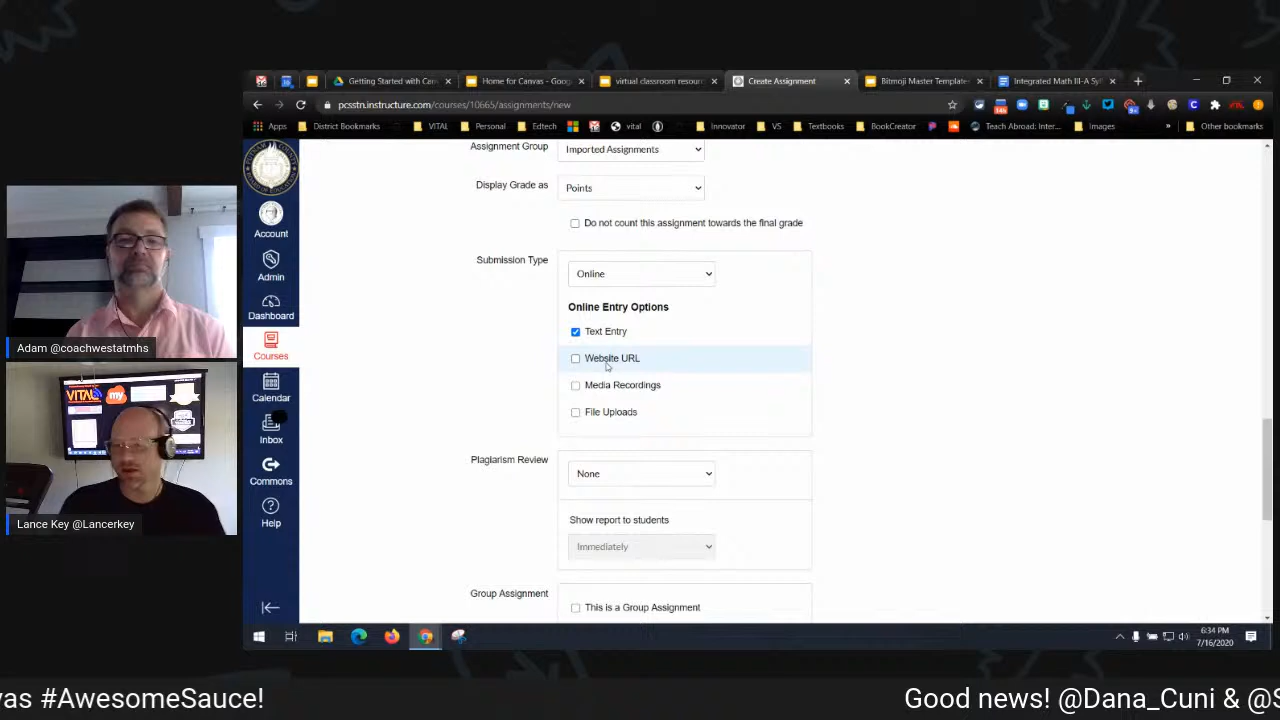 Getting Started with Can
Home for Canvas - Goog
virtual classroom resour
Create Assignment
Bitmoji Master Template
Integrated Math III-A Syl
pcsstn.instructure.com/courses/10665/assignments/new
Apps
District Bookmarks
VITAL
Personal
Edtech
vital
Innovator
VS
Textbooks
BookCreator
Teach Abroad: Inter...
Images
»
Other bookmarks
Account
Admin
Dashboard
Courses
Calendar
Inbox
Commons
Help
Assignment Group
Imported Assignments
Display Grade as
Points
Do not count this assignment towards the final grade
Submission Type
Online
Online Entry Options
Text Entry
Website URL
Media Recordings
File Uploads
Plagiarism Review
None
Show report to students
Immediately
Group Assignment
This is a Group Assignment
6:34 PM
7/16/2020
Adam @coachwestatmhs
VITAL
my
Lance Key @Lancerkey
vas #AwesomeSauce!
Good news! @Dana_Cuni & @S